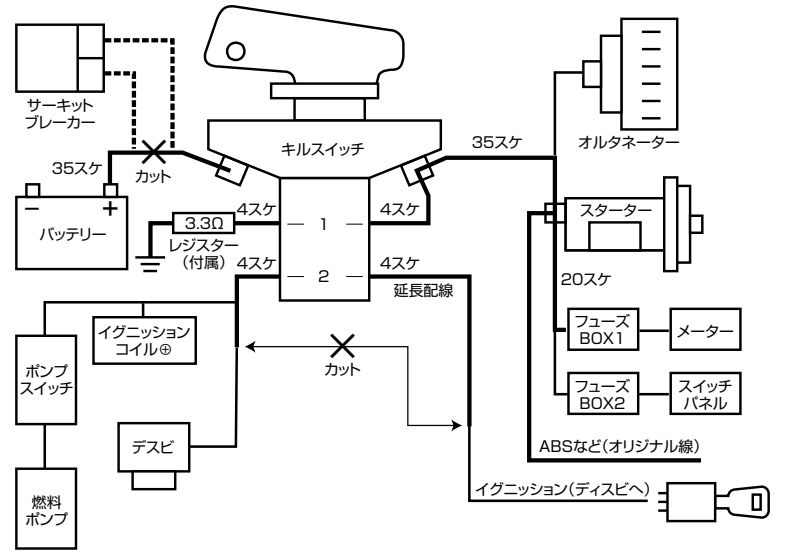 サーキット
ブレーカー
35スケ
カット
バッテリー
− +
キルスイッチ
35スケ
オルタネーター
スターター
20スケ
4スケ
3.3Ω
レジスター
(付属)
1
4スケ
4スケ
2
4スケ
延長配線
イグニッション
コイル⊕
ポンプ
スイッチ
カット
デスビ
燃料
ポンプ
フューズ
BOX1
メーター
フューズ
BOX2
スイッチ
パネル
ABSなど(オリジナル線)
イグニッション(ディスビへ)